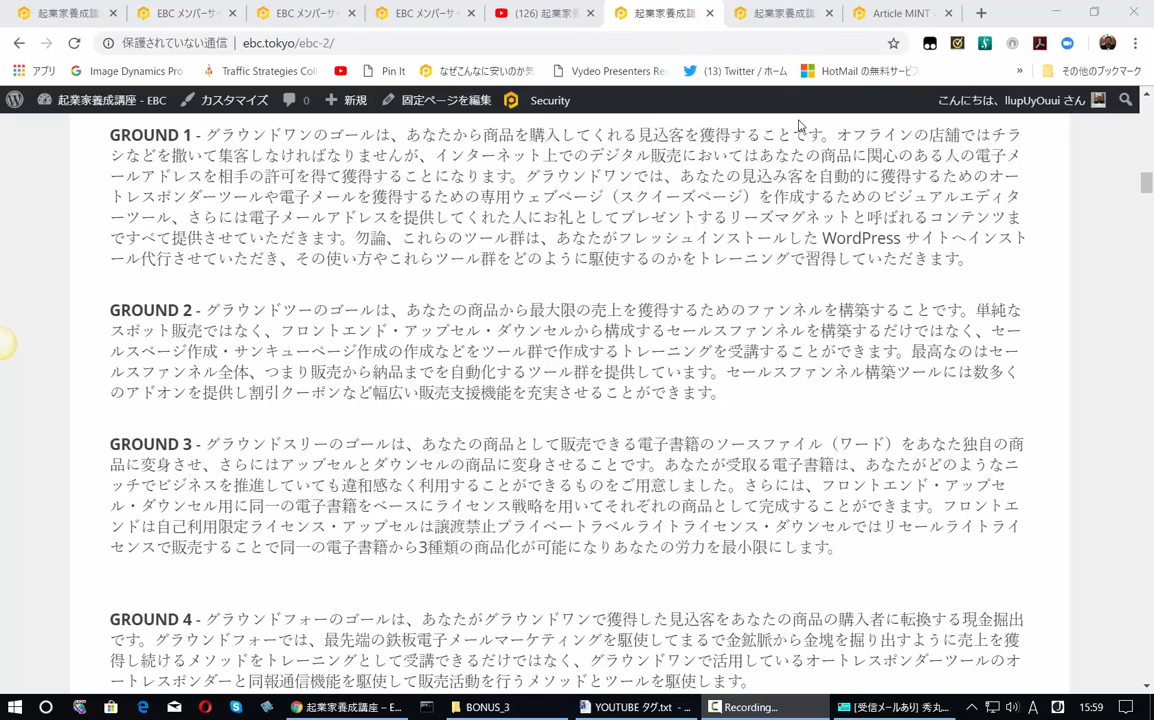 起業家養成講
EBC メンバーサイ
EBC メンバーサイ
EBC メンバーサイ
(126) 起業家養
起業家養成講
起業家養成講
Article MINT
保護されていない通信 ebc.tokyo/ebc-2/
アプリ Image Dynamics Pro Traffic Strategies Coll Pin It なぜこんなに安いのか気 Vydeo Presenters Res (13) Twitter / ホーム HotMail の無料サービス » その他のブックマーク
起業家養成講座 - EBC カスタマイズ 0 新規 固定ページを編集 Security こんにちは、IlupUyOuui さん
GROUND 1 - グラウンドワンのゴールは、あなたから商品を購入してくれる見込客を獲得することです。オフラインの店舗ではチラ
シなどを撒いて集客しなければなりませんが、インターネット上でのデジタル販売においてはあなたの商品に関心のある人の電子メ
ールアドレスを相手の許可を得て獲得することになります。グラウンドワンでは、あなたの見込み客を自動的に獲得するためのオー
トレスポンダーツールや電子メールを獲得するための専用ウェブページ（スクイーズページ）を作成するためのビジュアルエディタ
ーツール、さらには電子メールアドレスを提供してくれた人にお礼としてプレゼントするリーズマグネットと呼ばれるコンテンツま
ですべて提供させていただきます。勿論、これらのツール群は、あなたがフレッシュインストールした WordPress サイトへインスト
ール代行させていただき、その使い方やこれらツール群をどのように駆使するのかをトレーニングで習得していただきます。
GROUND 2 - グラウンドツーのゴールは、あなたの商品から最大限の売上を獲得するためのファンネルを構築することです。単純な
スポット販売ではなく、フロントエンド・アップセル・ダウンセルから構成するセールスファンネルを構築するだけではなく、セー
ルスページ作成・サンキューページ作成の作成などをツール群で作成するトレーニングを受講することができます。最高なのはセー
ルスファンネル全体、つまり販売から納品までを自動化するツール群を提供しています。セールスファンネル構築ツールには数多く
のアドオンを提供し割引クーポンなど幅広い販売支援機能を充実させることができます。
GROUND 3 - グラウンドスリーのゴールは、あなたの商品として販売できる電子書籍のソースファイル（ワード）をあなた独自の商
品に変身させ、さらにはアップセルとダウンセルの商品に変身させることです。あなたが受取る電子書籍は、あなたがどのようなニ
ッチでビジネスを推進していても違和感なく利用することができるものをご用意しました。さらには、フロントエンド・アップセ
ル・ダウンセル用に同一の電子書籍をベースにライセンス戦略を用いてそれぞれの商品として完成することができます。フロントエ
ンドは自己利用限定ライセンス・アップセルは譲渡禁止プライベートラベルライトライセンス・ダウンセルではリセールライトライ
センスで販売することで同一の電子書籍から3種類の商品化が可能になりあなたの労力を最小限にします。
GROUND 4 - グラウンドフォーのゴールは、あなたがグラウンドワンで獲得した見込客をあなたの商品の購入者に転換する現金掘出
です。グラウンドフォーでは、最先端の鉄板電子メールマーケティングを駆使してまるで金鉱脈から金塊を掘り出すように売上を獲
得し続けるメソッドをトレーニングとして受講できるだけではなく、グラウンドワンで活用しているオートレスポンダーツールのオ
ートレスポンダーと同報通信機能を駆使して販売活動を行うメソッドとツールを駆使します。
起業家養成講座 – E... BONUS_3 YOUTUBE タグ.txt - ... Recording... [受信メールあり] 秀丸... A 15:59